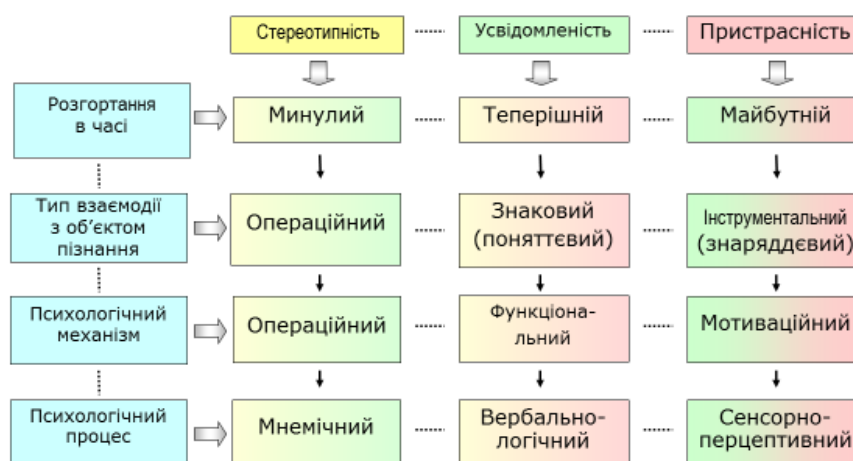 Стереотипність
Усвідомленість
Пристрасність
Розгортання
в часі
Минулий
Теперішній
Майбутній
Тип взаємодії
з об’єктом
пізнання
Операційний
Знаковий
(поняттєвий)
Інструментальний
(знаряддєвий)
Психологічний
механізм
Операційний
Функціона-
льний
Мотиваційний
Психологічний
процес
Мнемічний
Вербально-
логічний
Сенсорно-
перцептивний